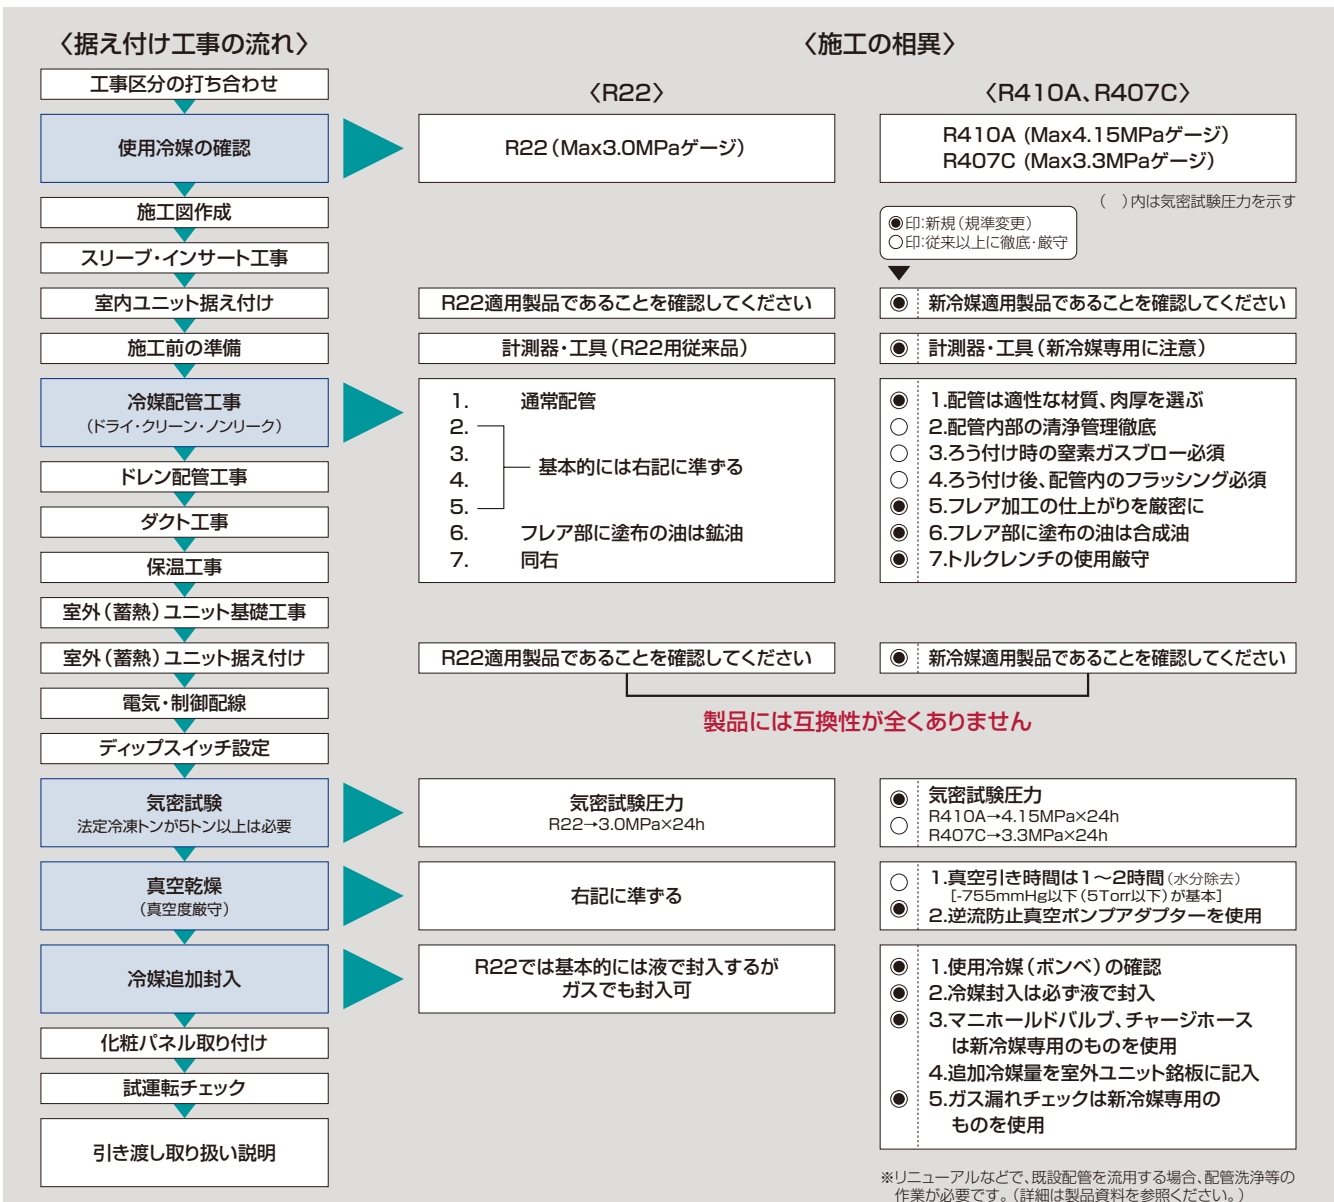 〈据え付け工事の流れ〉
工事区分の打ち合わせ
使用冷媒の確認
施工図作成
スリーブ・インサート工事
室内ユニット据え付け
施工前の準備
冷媒配管工事
（ドライ・クリーン・ノンリーク）
ドレン配管工事
ダクト工事
保温工事
室外（蓄熱）ユニット基礎工事
室外（蓄熱）ユニット据え付け
電気・制御配線
ディップスイッチ設定
気密試験
法定冷凍トンが5トン以上は必要
真空乾燥
（真空度厳守）
冷媒追加封入
化粧パネル取り付け
試運転チェック
引き渡し取り扱い説明
〈施工の相異〉
〈R22〉
R22（Max3.0MPaゲージ）
R22適用製品であることを確認してください
計測器・工具（R22用従来品）
1. 通常配管
2.
3.
基本的には右記に準ずる
4.
5.
6. フレア部に塗布の油は鉱油
7. 同右
R22適用製品であることを確認してください
製品には互換性が全くありません
気密試験圧力
R22→3.0MPa×24h
右記に準ずる
R22では基本的には液で封入するが
ガスでも封入可
〈R410A、R407C〉
R410A (Max4.15MPaゲージ)
R407C (Max3.3MPaゲージ)
（　）内は気密試験圧力を示す
◉印:新規（規準変更）
○印:従来以上に徹底・厳守
◉ 新冷媒適用製品であることを確認してください
◉ 計測器・工具（新冷媒専用に注意）
◉ 1.配管は適性な材質、肉厚を選ぶ
○ 2.配管内部の清浄管理徹底
○ 3.ろう付け時の窒素ガスブロー必須
○ 4.ろう付け後、配管内のフラッシング必須
◉ 5.フレア加工の仕上がりを厳密に
◉ 6.フレア部に塗布の油は合成油
◉ 7.トルクレンチの使用厳守
◉ 新冷媒適用製品であることを確認してください
◉ 気密試験圧力
○ R410A→4.15MPa×24h
R407C→3.3MPa×24h
○ 1.真空引き時間は1〜2時間（水分除去）
[-755mmHg以下（5Torr以下）が基本]
◉ 2.逆流防止真空ポンプアダプターを使用
◉ 1.使用冷媒（ボンベ）の確認
◉ 2.冷媒封入は必ず液で封入
◉ 3.マニホールドバルブ、チャージホース
は新冷媒専用のものを使用
4.追加冷媒量を室外ユニット銘板に記入
◉ 5.ガス漏れチェックは新冷媒専用の
ものを使用
※リニューアルなどで、既設配管を流用する場合、配管洗浄等の
作業が必要です。（詳細は製品資料を参照ください。）